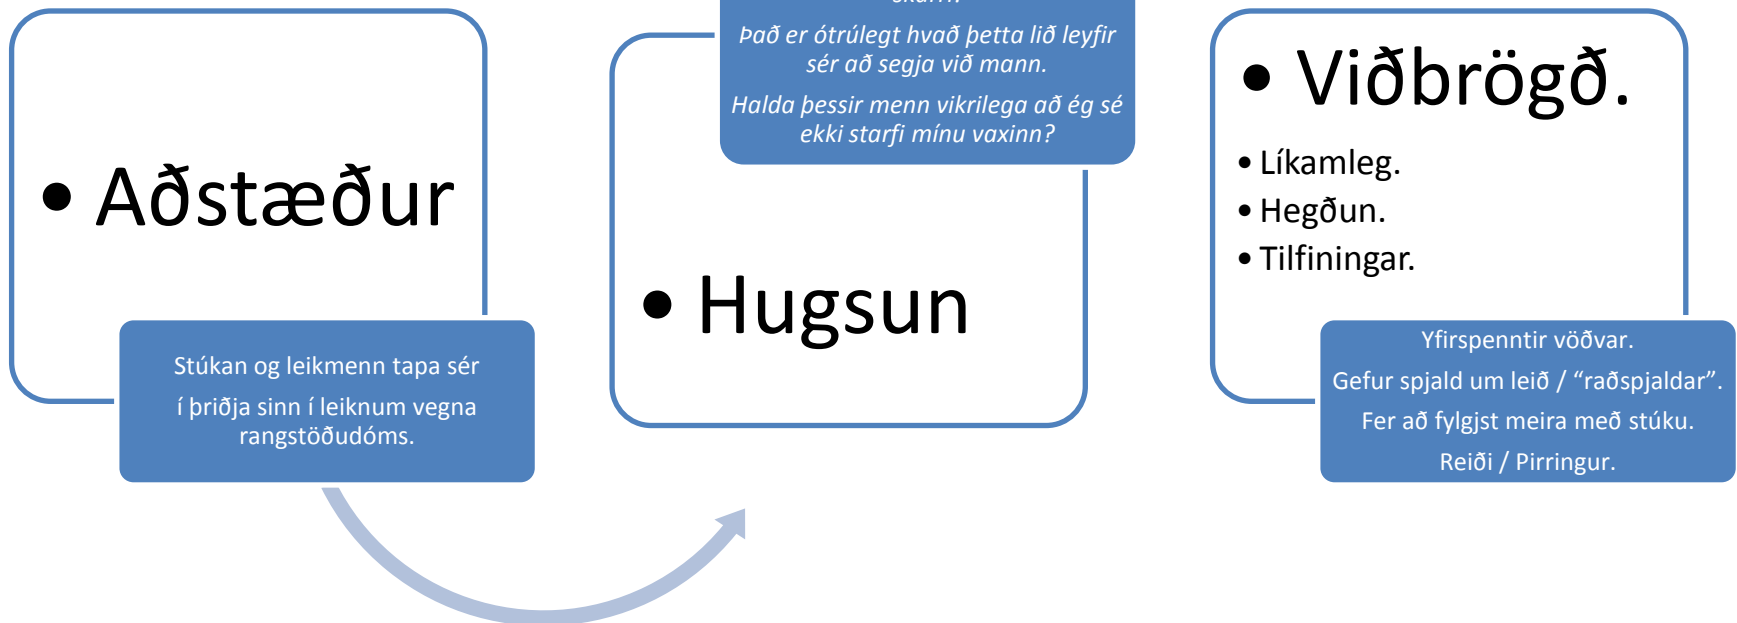 • Aðstæður
Stúkan og leikmenn tapa sér
í þriðja sinn í leiknum vegna
rangstöðudóms.
Það er ótrúlegt hvað þetta lið leyfir
sér að segja við mann.
Halda þessir menn vikrilega að ég sé
ekki starfi mínu vaxinn?
• Hugsun
• Viðbrögð.
• Líkamleg.
• Hegðun.
• Tilfiningar.
Yfirspenntir vöðvar.
Gefur spjald um leið / “raðspjaldar”.
Fer að fylgjst meira með stúku.
Reiði / Pirringur.